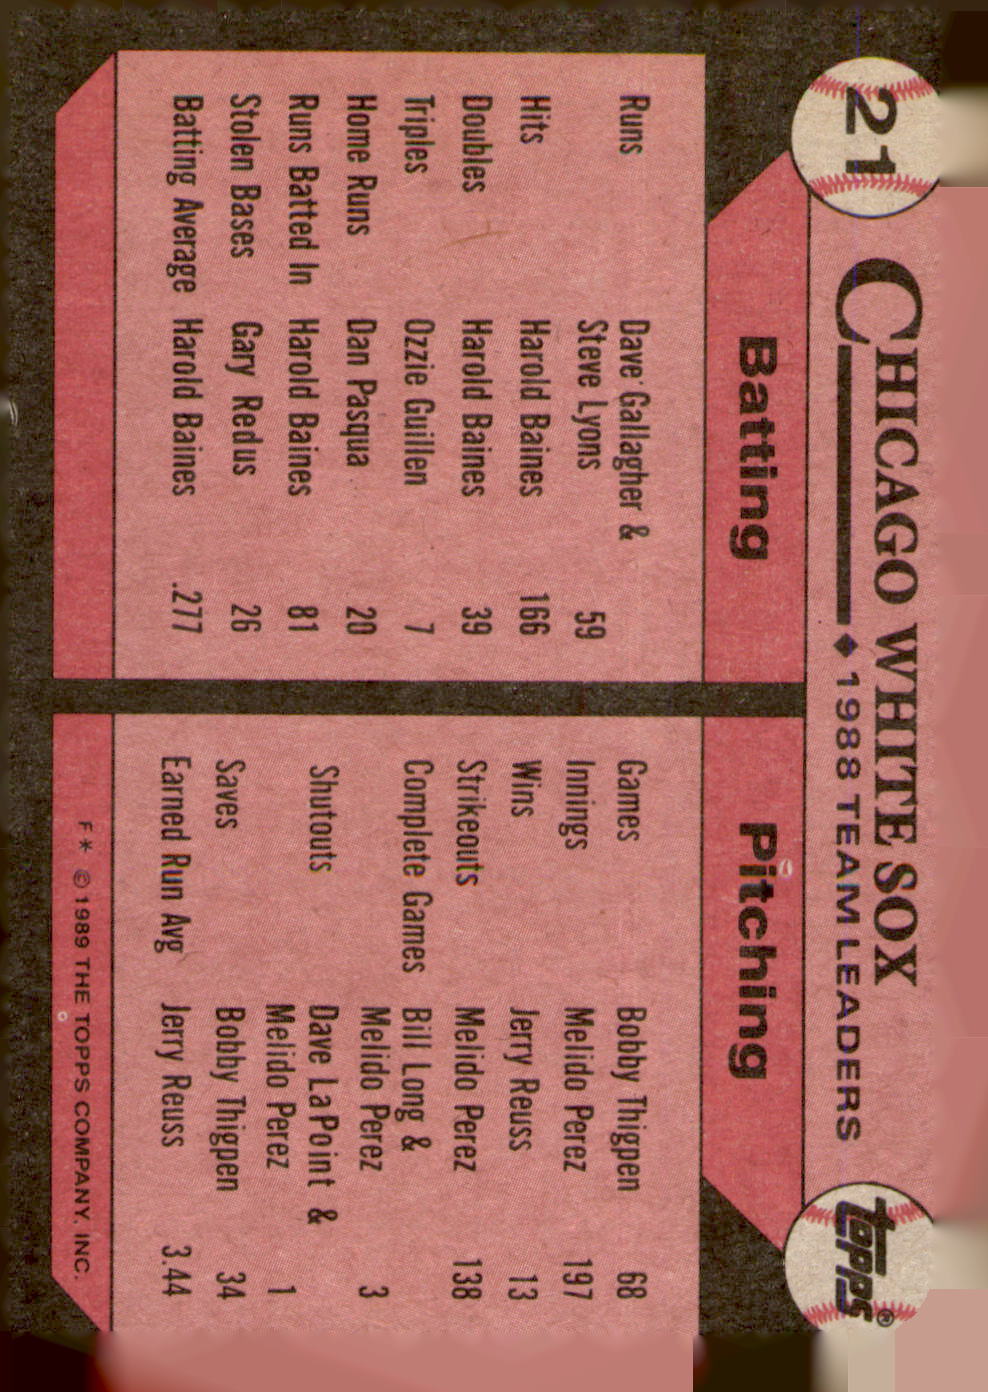 21
CHICAGO WHITE SOX
♦ 1988 TEAM LEADERS
topps®
Batting
Runs Dave Gallagher &
Steve Lyons 59
Hits Harold Baines 166
Doubles Harold Baines 39
Triples Ozzie Guillen 7
Home Runs Dan Pasqua 20
Runs Batted In Harold Baines 81
Stolen Bases Gary Redus 26
Batting Average Harold Baines .277
Pitching
Games Bobby Thigpen 68
Innings Melido Perez 197
Wins Jerry Reuss 13
Strikeouts Melido Perez 138
Complete Games Bill Long &
Melido Perez 3
Shutouts Dave LaPoint &
Melido Perez 1
Saves Bobby Thigpen 34
Earned Run Avg Jerry Reuss 3.44
F* © 1989 THE TOPPS COMPANY, INC.